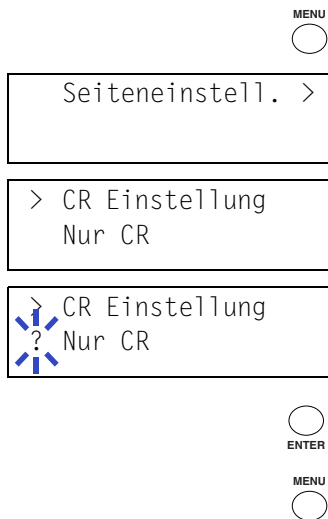 MENU
Seiteneinstell. >
> CR Einstellung
Nur CR
> CR Einstellung
? Nur CR
ENTER
MENU